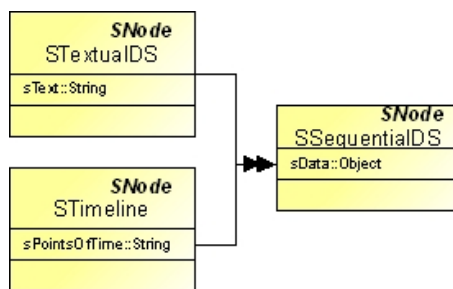 SNode
STextualDS
sText::String
SNode
SSequentialDS
sData::Object
SNode
STimeline
sPointsOfTime::String